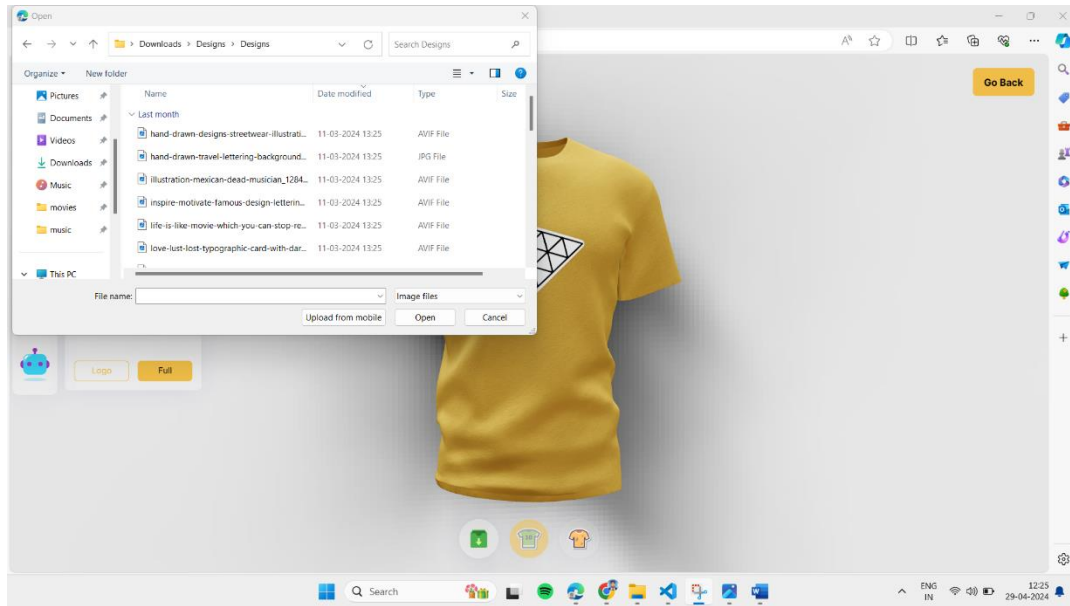 Open
Downloads > Designs > Designs
Search Designs
Organize
New folder
Name
Date modified
Type
Size
Pictures
Documents
Videos
Downloads
Music
movies
music
This PC
Last month
hand-drawn-designs-streetwear-illustrati... 11-03-2024 13:25 AVIF File
hand-drawn-travel-lettering-background... 11-03-2024 13:25 JPG File
illustration-mexican-dead-musician_1284... 11-03-2024 13:25 AVIF File
inspire-motivate-famous-design-letterin... 11-03-2024 13:25 AVIF File
life-is-like-movie-which-you-can-stop-re... 11-03-2024 13:25 AVIF File
love-lust-lost-typographic-card-with-dar... 11-03-2024 13:25 AVIF File
File name:
Image files
Upload from mobile
Open
Cancel
Go Back
Logo
Full
Search
ENG
IN
12:25
29-04-2024